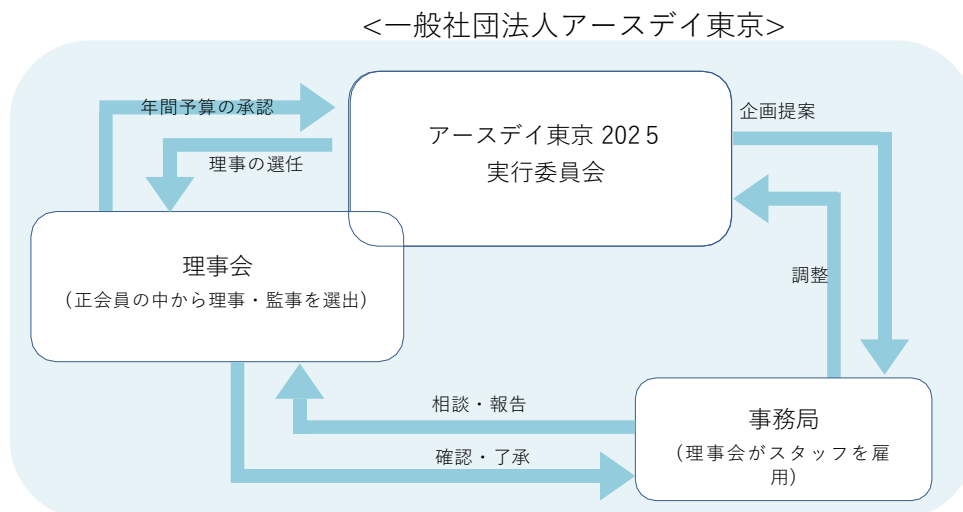 <一般社団法人アースデイ東京>
年間予算の承認
理事の選任
アースデイ東京 2025
実行委員会
企画提案
理事会
（正会員の中から理事・監事を選出）
調整
相談・報告
確認・了承
事務局
（理事会がスタッフを雇
用）